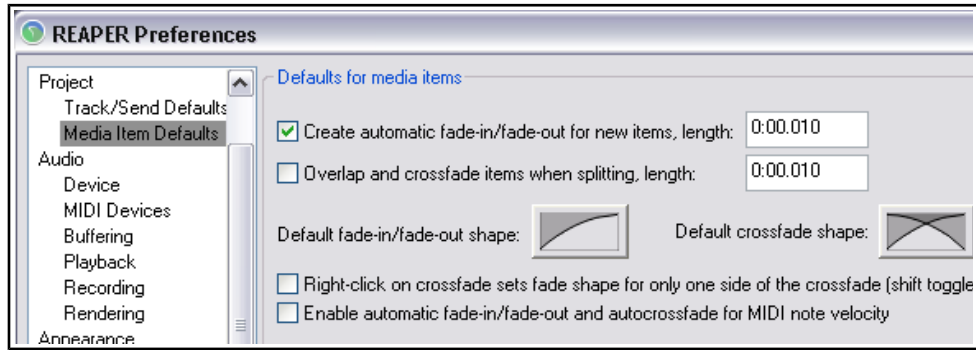 REAPER Preferences
Project
Track/Send Defaults
Media Item Defaults
Audio
Device
MIDI Devices
Buffering
Playback
Recording
Rendering
Appearance
Defaults for media items
Create automatic fade-in/fade-out for new items, length: 0:00.010
Overlap and crossfade items when splitting, length: 0:00.010
Default fade-in/fade-out shape: Default crossfade shape:
Right-click on crossfade sets fade shape for only one side of the crossfade (shift toggle
Enable automatic fade-in/fade-out and autocrossfade for MIDI note velocity